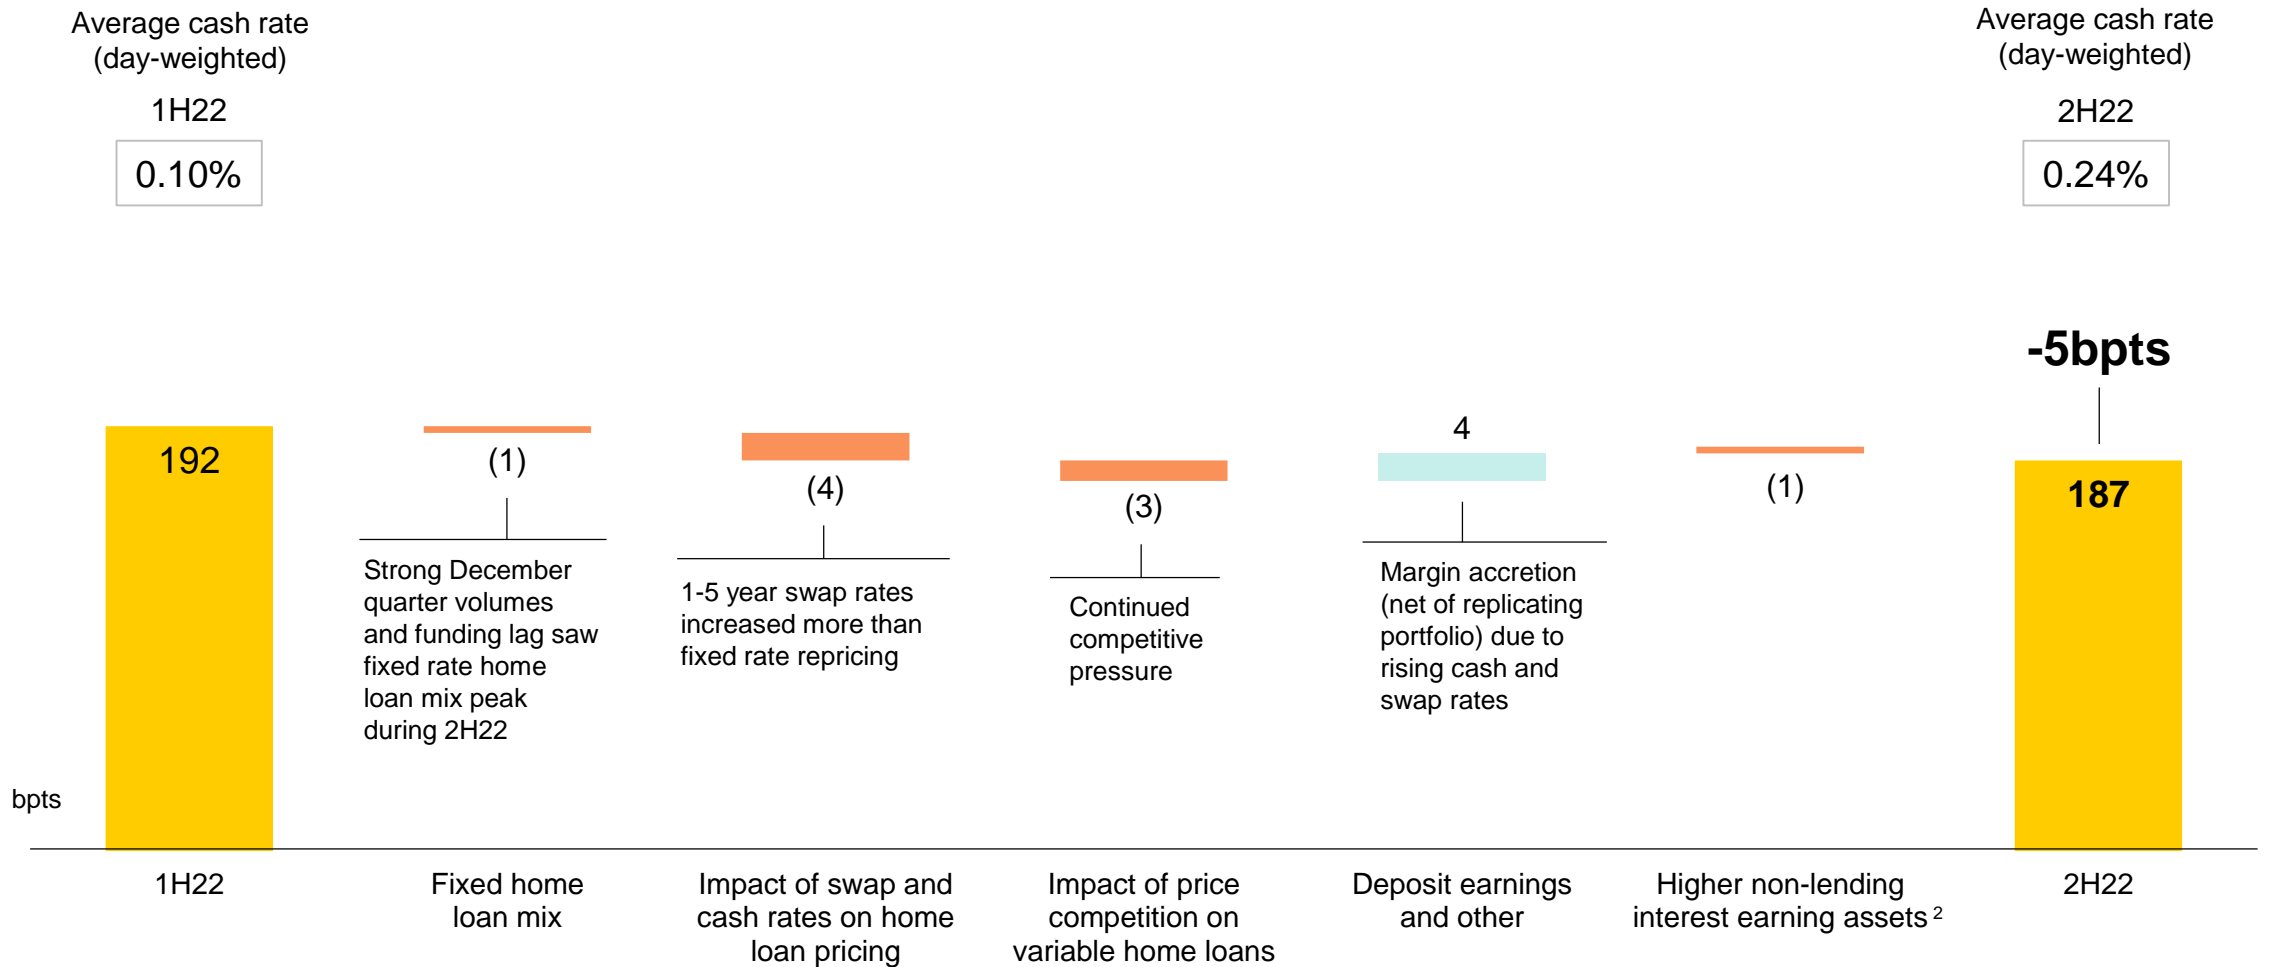 Average cash rate
(day-weighted)
1H22
0.10%
Average cash rate
(day-weighted)
2H22
0.24%
-5bpts
192
(1)
Strong December
quarter volumes
and funding lag saw
fixed rate home
loan mix peak
during 2H22
(4)
1-5 year swap rates
increased more than
fixed rate repricing
(3)
Continued
competitive
pressure
4
Margin accretion
(net of replicating
portfolio) due to
rising cash and
swap rates
(1)
187
bpts
1H22
Fixed home
loan mix
Impact of swap and
cash rates on home
loan pricing
Impact of price
competition on
variable home loans
Deposit earnings
and other
Higher non-lending
interest earning assets 2
2H22